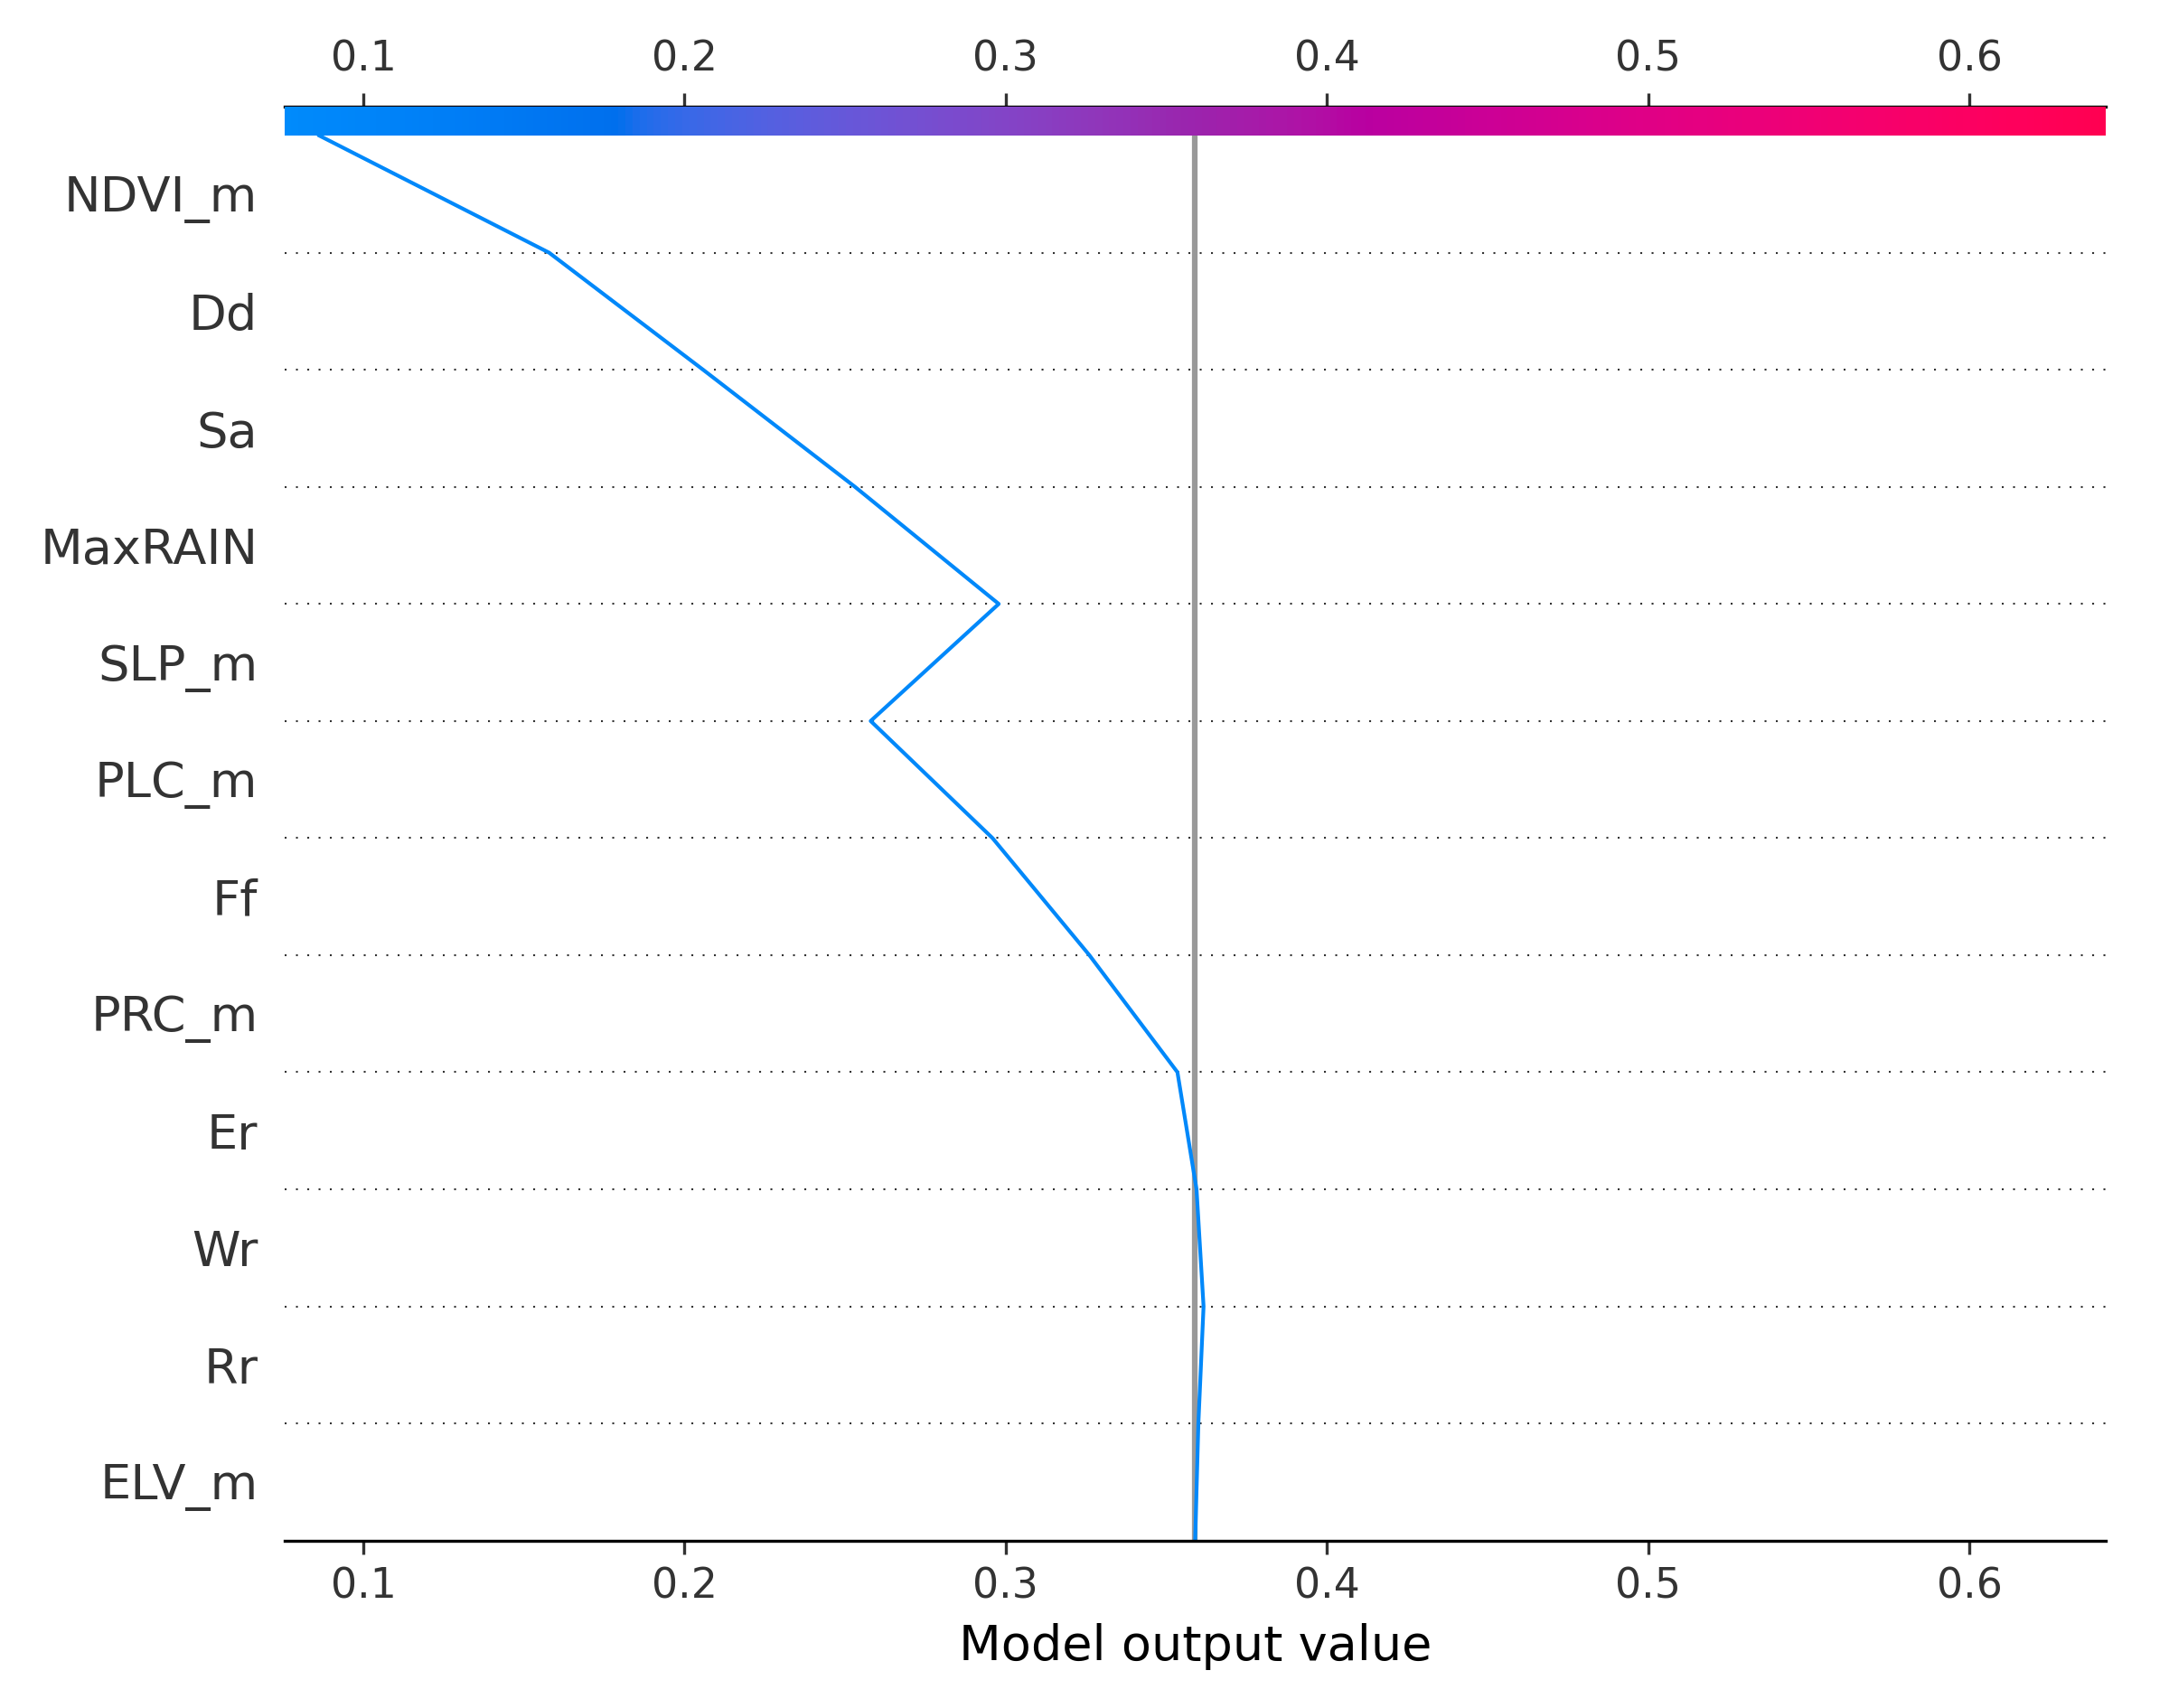 0.1 0.2 0.3 0.4 0.5 0.6
NDVI_m
Dd
Sa
MaxRAIN
SLP_m
PLC_m
Ff
PRC_m
Er
Wr
Rr
ELV_m
0.1 0.2 0.3 0.4 0.5 0.6
Model output value